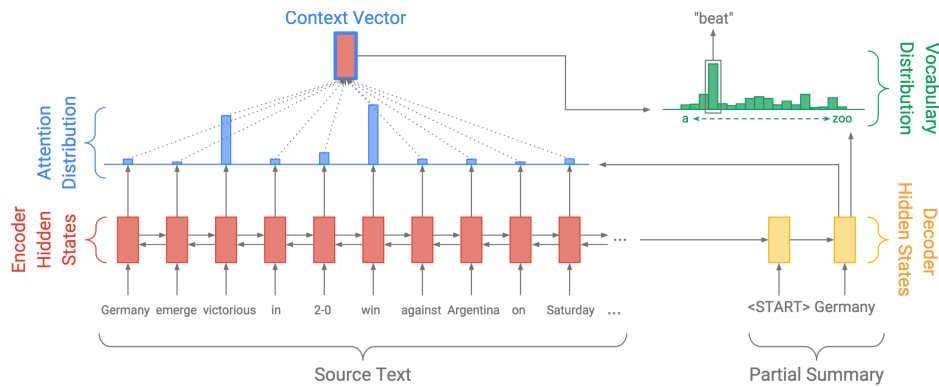 Context Vector
"beat"
a
zoo
Vocabulary
Distribution
Attention
Distribution
Encoder
Hidden
States
Decoder
Hidden States
...
Germany emerge victorious in 2-0 win against Argentina on Saturday ...
<START> Germany
Source Text
Partial Summary